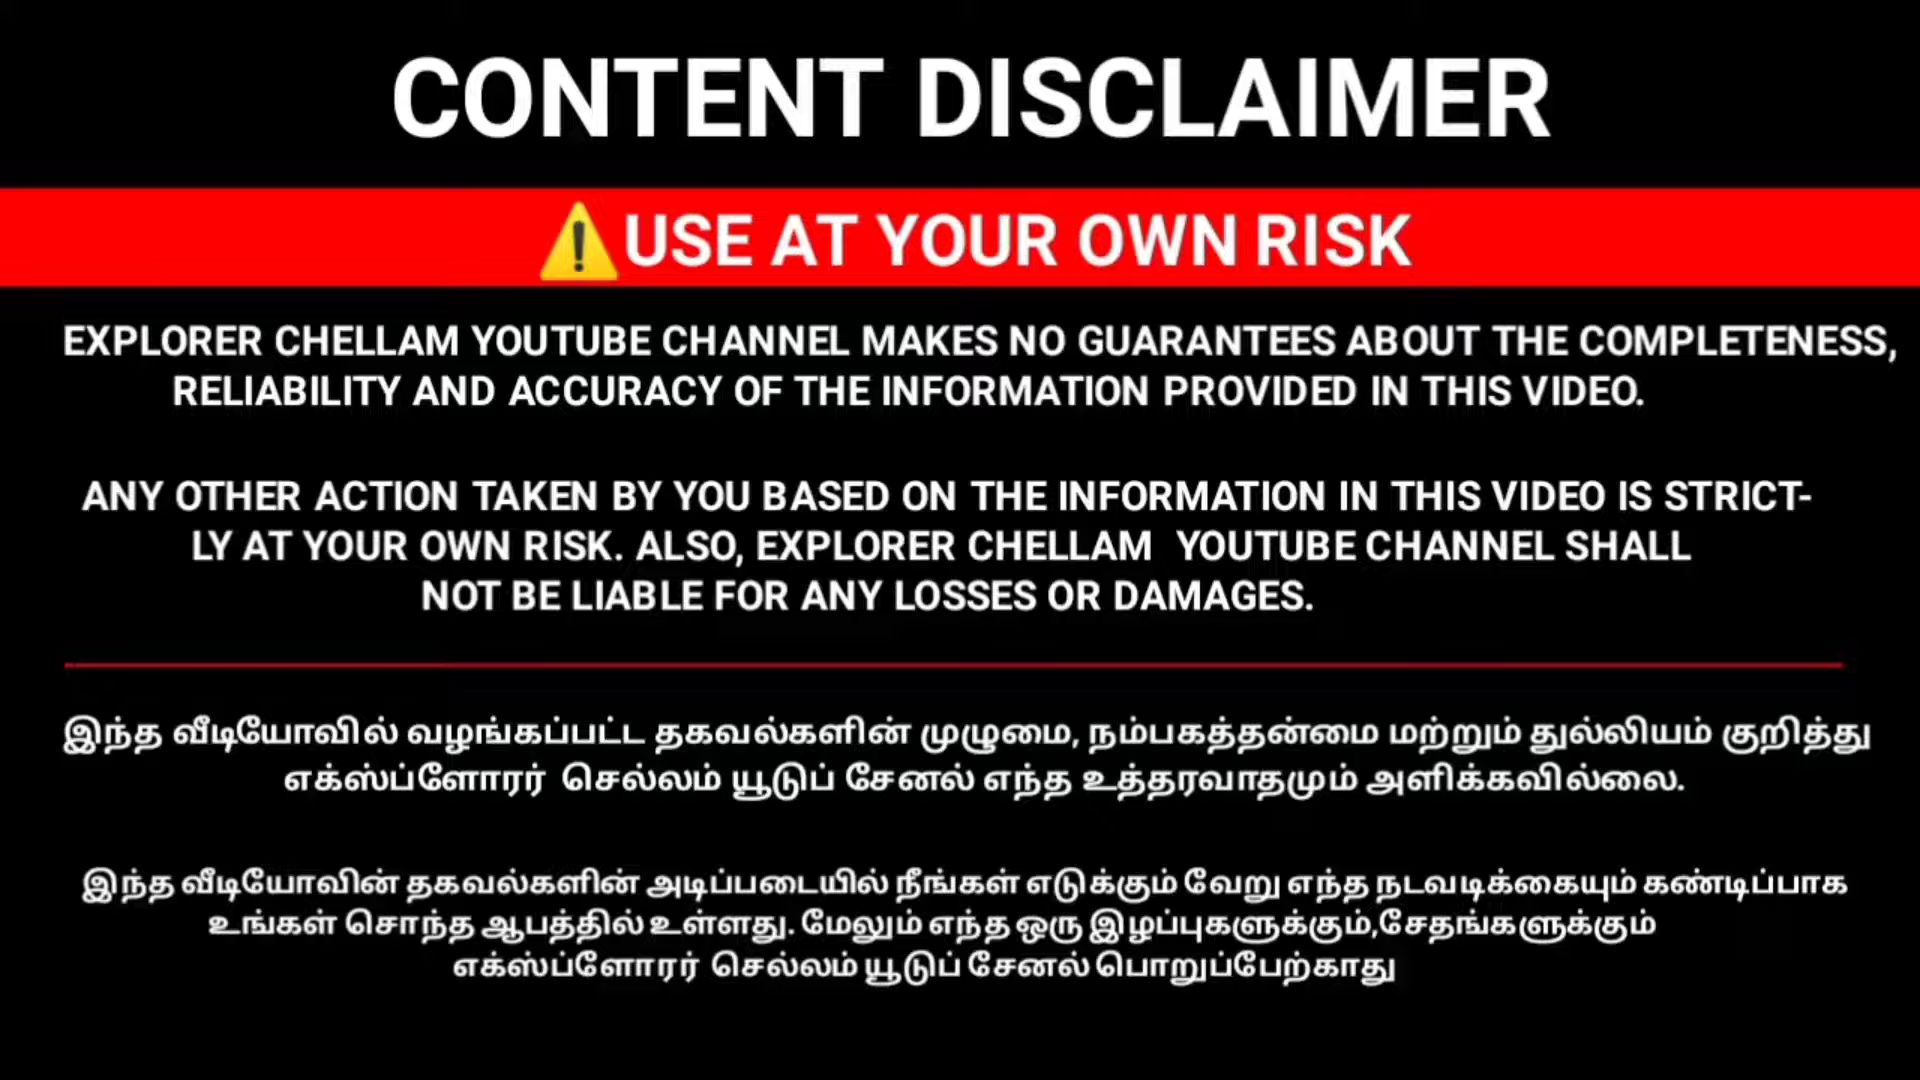 CONTENT DISCLAIMER
⚠️USE AT YOUR OWN RISK
EXPLORER CHELLAM YOUTUBE CHANNEL MAKES NO GUARANTEES ABOUT THE COMPLETENESS,
RELIABILITY AND ACCURACY OF THE INFORMATION PROVIDED IN THIS VIDEO.
ANY OTHER ACTION TAKEN BY YOU BASED ON THE INFORMATION IN THIS VIDEO IS STRICT-
LY AT YOUR OWN RISK. ALSO, EXPLORER CHELLAM YOUTUBE CHANNEL SHALL
NOT BE LIABLE FOR ANY LOSSES OR DAMAGES.
இந்த வீடியோவில் வழங்கப்பட்ட தகவல்களின் முழுமை, நம்பகத்தன்மை மற்றும் துல்லியம் குறித்து
எக்ஸ்ப்ளோரர் செல்லம் யூடுப் சேனல் எந்த உத்தரவாதமும் அளிக்கவில்லை.
இந்த வீடியோவின் தகவல்களின் அடிப்படையில் நீங்கள் எடுக்கும் வேறு எந்த நடவடிக்கையும் கண்டிப்பாக
உங்கள் சொந்த ஆபத்தில் உள்ளது. மேலும் எந்த ஒரு இழப்புகளுக்கும்,சேதங்களுக்கும்
எக்ஸ்ப்ளோரர் செல்லம் யூடுப் சேனல் பொறுப்பேற்காது